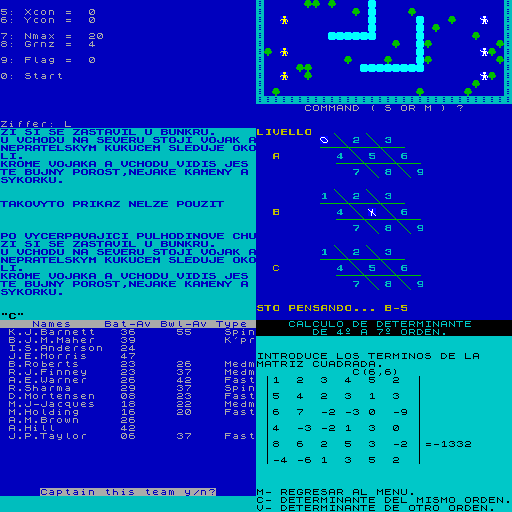 5: Xcon = 0
6: Ycon = 0
7: Nmax = 20
8: Grnz = 4
9: Flag = 0
0: Start
Ziffer: L
COMMAND ( S OR M ) ?
ZI SI SE ZASTAVIL U BUNKRU.
U VCHODU NA SEVERU STOJI VOJAK A
NEPRATELSKYM KUKUCEM SLEDUJE OKO
LI.
KROME VOJAKA A VCHODU VIDIS JES
TE BUJNY POROST,NEJAKE KAMENY A
SYKORKU.
TAKOVYTO PRIKAZ NELZE POUZIT
PO VYCERPAVAJICI PULHODINOVE CHU
ZI SI SE ZASTAVIL U BUNKRU.
U VCHODU NA SEVERU STOJI VOJAK A
NEPRATELSKYM KUKUCEM SLEDUJE OKO
LI.
KROME VOJAKA A VCHODU VIDIS JES
TE BUJNY POROST,NEJAKE KAMENY A
SYKORKU.
"C"
LIVELLO
O 2 3
A 4 5 6
7 8 9
1 2 3
B 4 X 6
7 8 9
1 2 3
C 4 5 6
7 8 9
STO PENSANDO... B-5
Names Bat-Av Bwl-Av Type
K.J.Barnett 36 55 Spin
B.J.M.Maher 39 K'pr
I.S.Anderson 24
J.E.Morris 47
B.Roberts 23 26 Medm
R.J.Finney 23 37 Medm
A.E.Warner 26 42 Fast
R.Sharma 29 37 Spin
D.Mortensen 08 23 Fast
M.J-Jacques 18 22 Medm
M.Holding 16 20 Fast
A.M.Brown 26
A.Hill 42
J.P.Taylor 06 37 Fast
Captain this team y/n?
CALCULO DE DETERMINANTE
DE 4º A 7º ORDEN.
INTRODUCE LOS TERMINOS DE LA
MATRIZ CUADRADA.
C(6,6)
1 2 3 4 5 2
5 4 2 3 1 3
6 7 -2 -3 0 -9
4 -3 -2 1 3 0
8 6 2 5 3 -2 =-1332
-4 -6 1 3 5 2
M- REGRESAR AL MENU.
C- DETERMINANTE DEL MISMO ORDEN.
V- DETERMINANTE DE OTRO ORDEN.